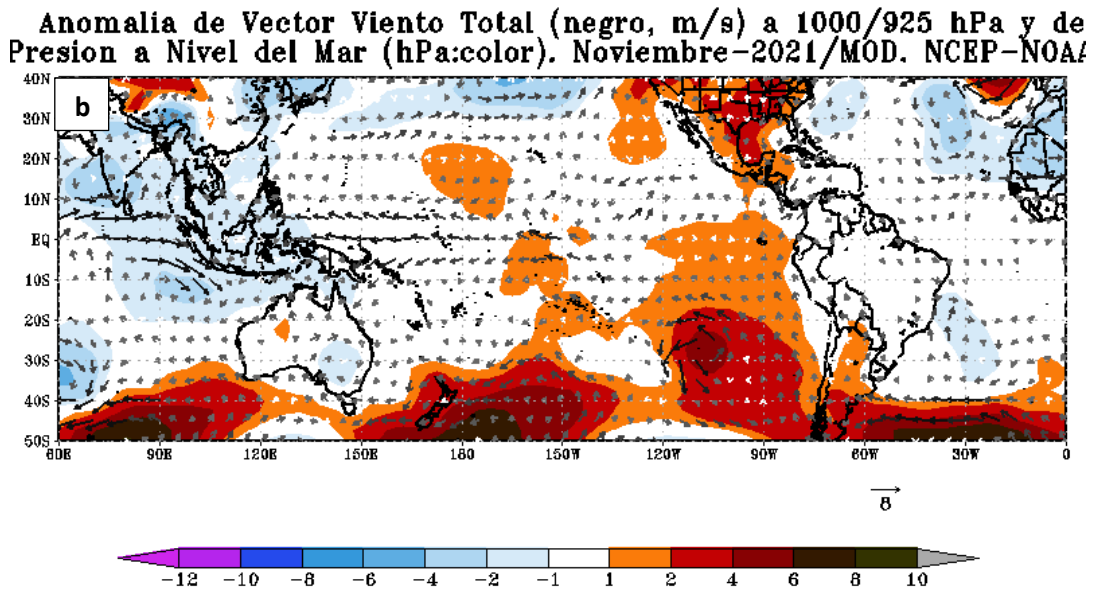 Anomalia de Vector Viento Total (negro, m/s) a 1000/925 hPa y de
Presion a Nivel del Mar (hPa:color). Noviembre-2021/MOD. NCEP-NOAA
b
40N
30N
20N
10N
EQ
10S
20S
30S
40S
50S
60E 90E 120E 150E 180 150W 120W 90W 60W 30W 0
8
-12 -10 -8 -6 -4 -2 -1 1 2 4 6 8 10